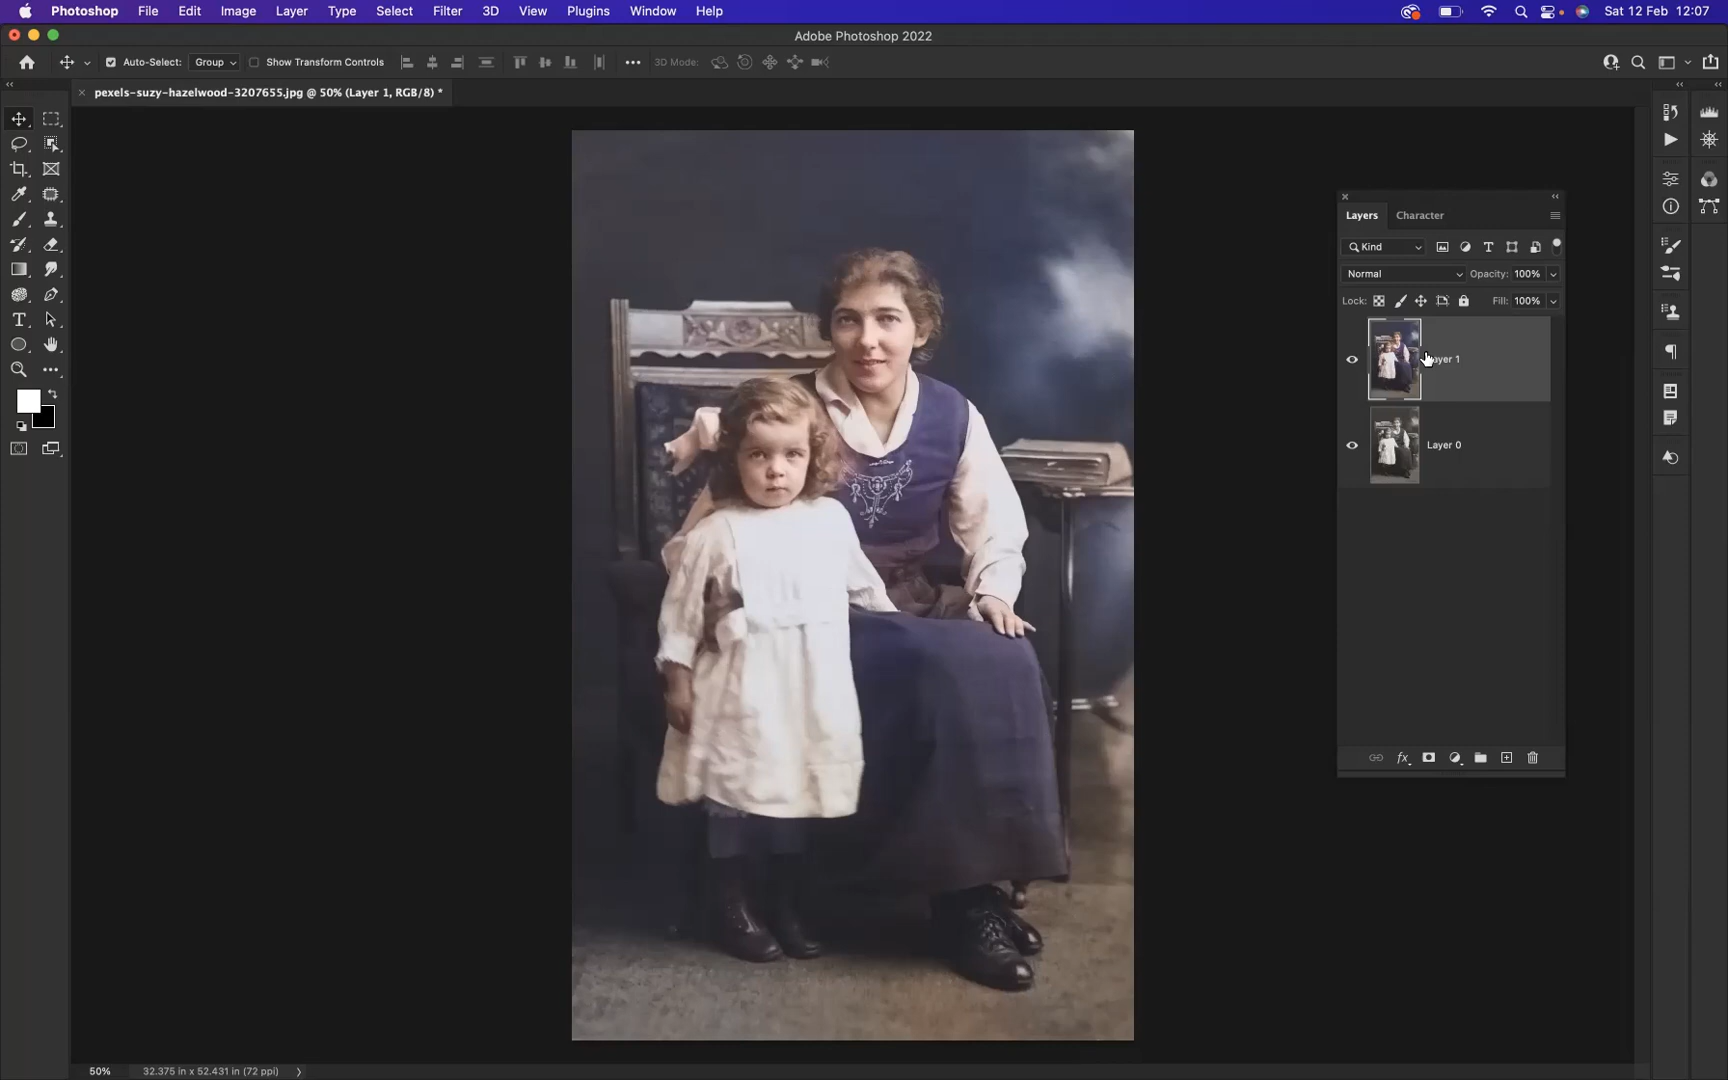 Photoshop File Edit Image Layer Type Select Filter 3D View Plugins Window Help Sat 12 Feb 12:07
Adobe Photoshop 2022
Auto-Select: Group Show Transform Controls 3D Mode:
pexels-suzy-hazelwood-3207655.jpg @ 50% (Layer 1, RGB/8) *
Layers Character
Kind
Normal Opacity: 100%
Lock: Fill: 100%
Layer 1
Layer 0
fx
50% 32.375 in x 52.431 in (72 ppi)